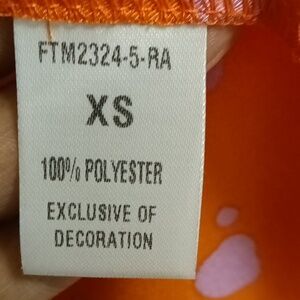 FTM2324-5-RA
XS
100% POLYESTER
EXCLUSIVE OF
DECORATION